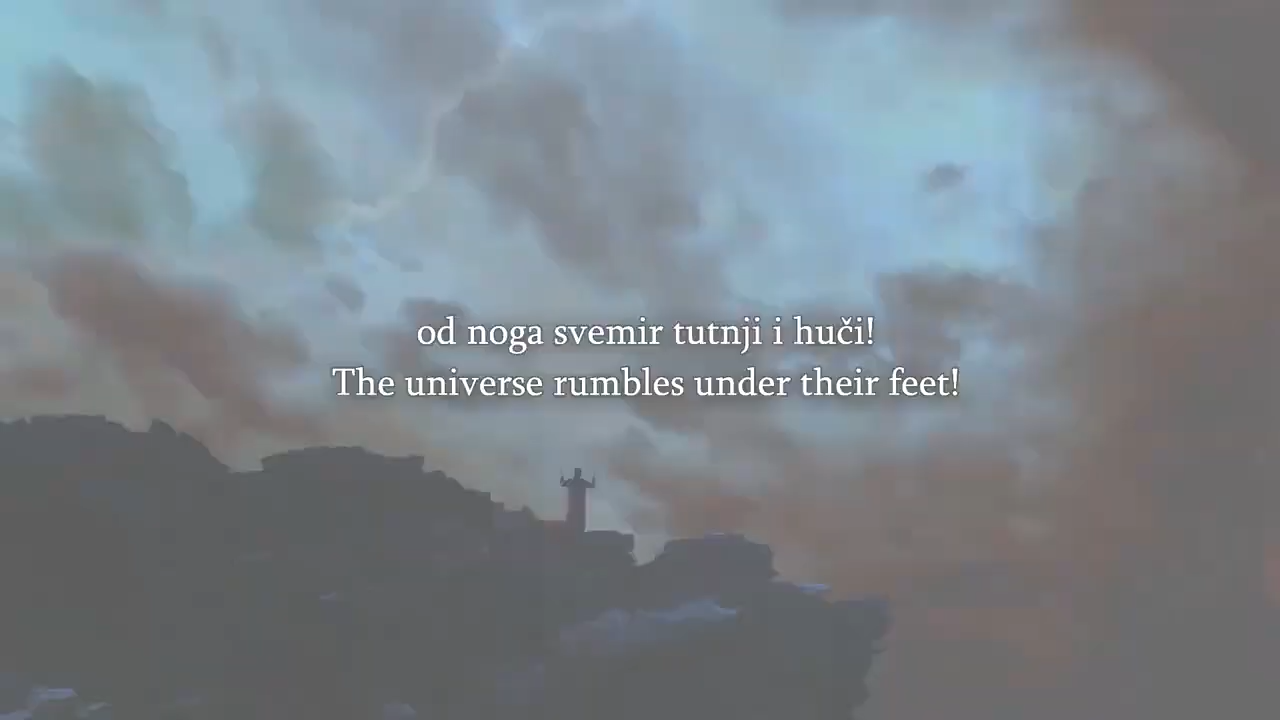 od noga svemir tutnji i huči!
The universe rumbles under their feet!